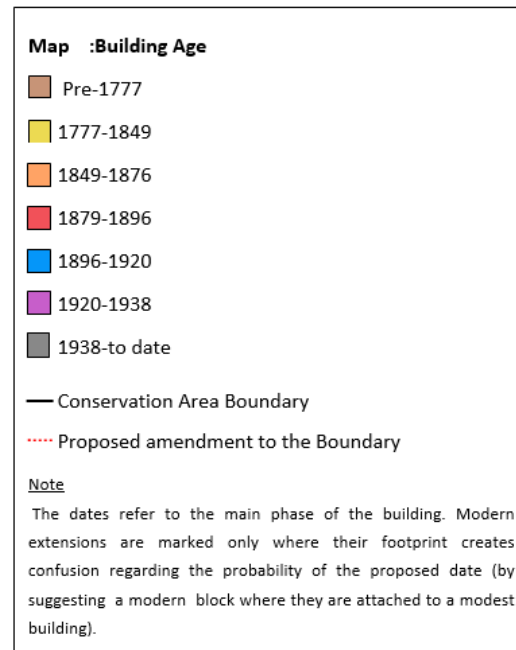 Map :Building Age
Pre-1777
1777-1849
1849-1876
1879-1896
1896-1920
1920-1938
1938-to date
Conservation Area Boundary
Proposed amendment to the Boundary
Note
The dates refer to the main phase of the building. Modern
extensions are marked only where their footprint creates
confusion regarding the probability of the proposed date (by
suggesting a modern block where they are attached to a modest
building).